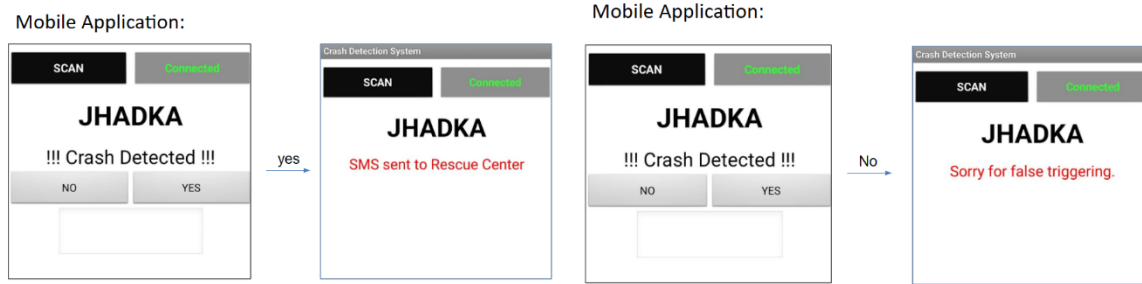 Mobile Application:
SCAN
Connected
JHADKA
!!! Crash Detected !!!
NO
YES
yes
Crash Detection System
SCAN
Connected
JHADKA
SMS sent to Rescue Center
Mobile Application:
SCAN
Connected
JHADKA
!!! Crash Detected !!!
NO
YES
No
Crash Detection System
SCAN
Connected
JHADKA
Sorry for false triggering.